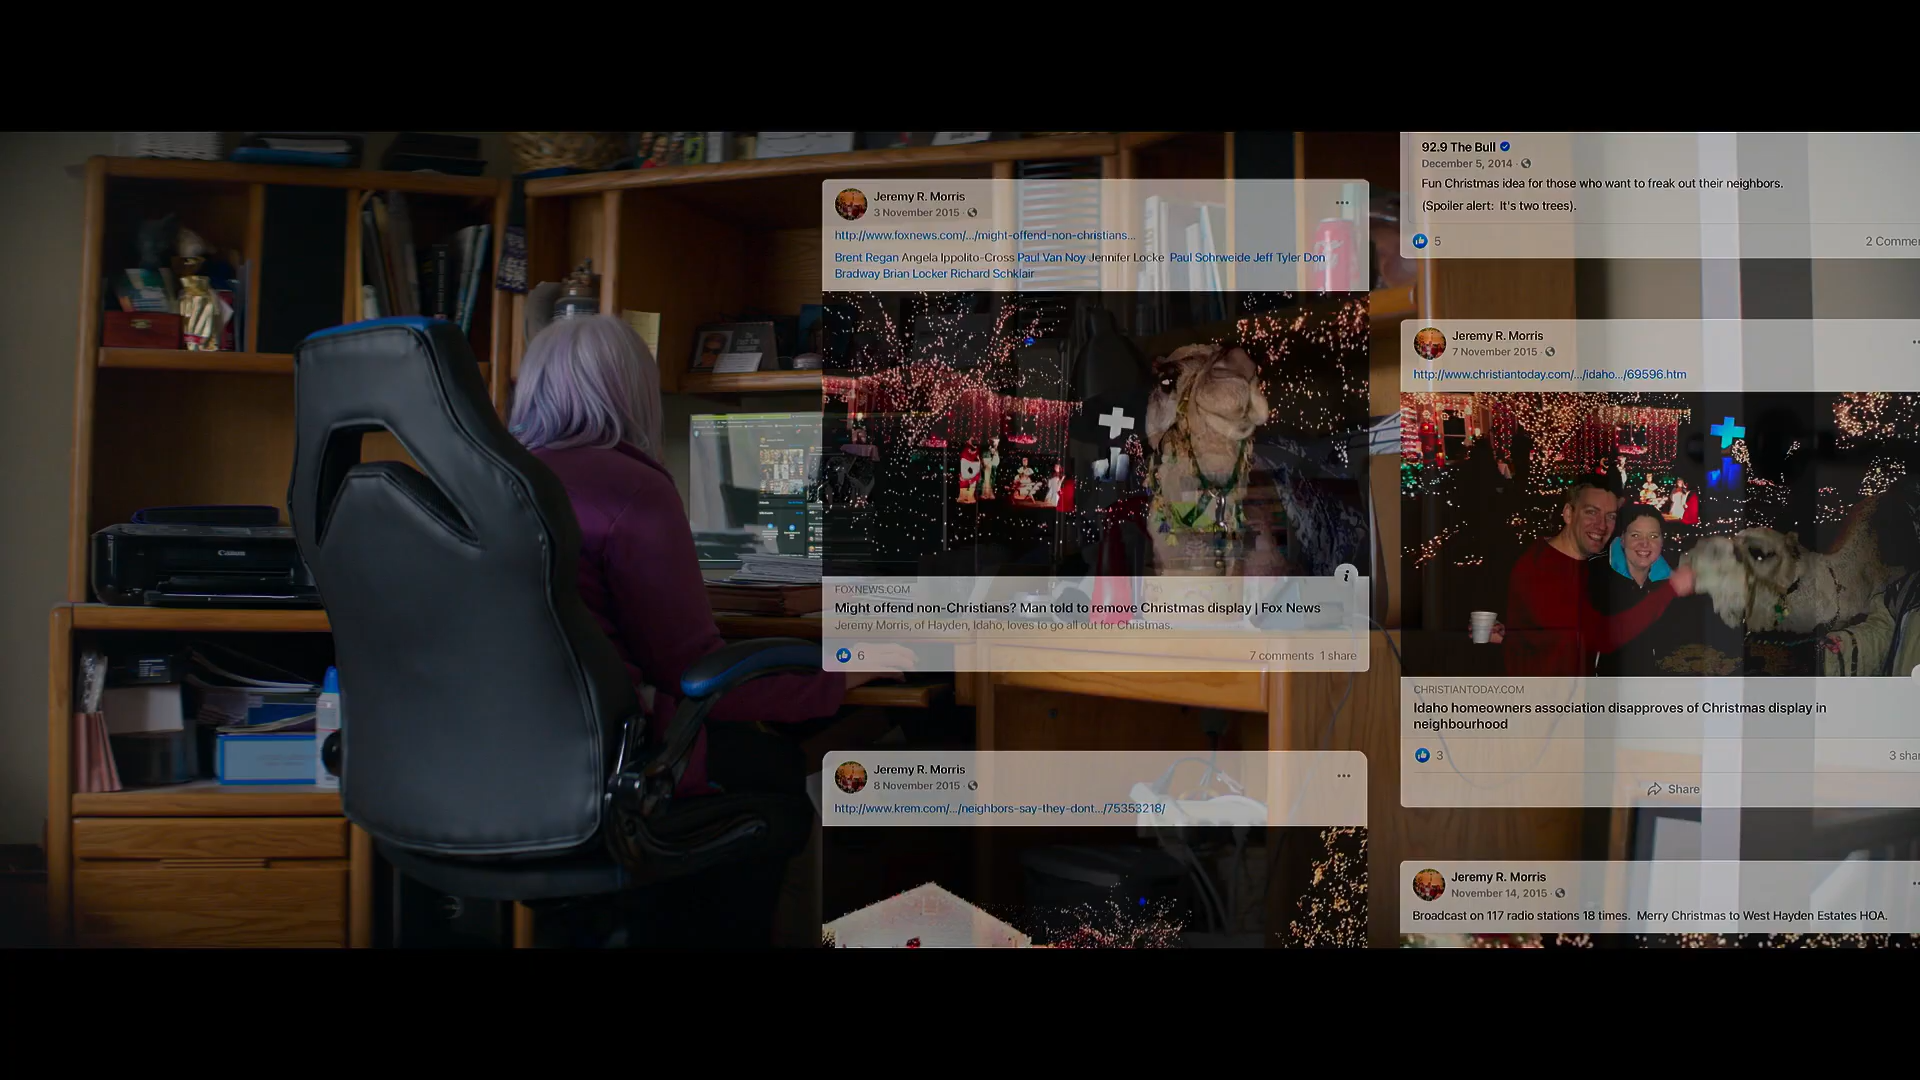 Canon
Jeremy R. Morris
3 November 2015 ·
http://www.foxnews.com/.../might-offend-non-christians...
Brent Regan Angela Ippolito-Cross Paul Van Noy Jennifer Locke Paul Sohrweide Jeff Tyler Don
Bradway Brian Locker Richard Schklair
FOXNEWS.COM
Might offend non-Christians? Man told to remove Christmas display | Fox News
Jeremy Morris, of Hayden, Idaho, loves to go all out for Christmas.
6
7 comments 1 share
Jeremy R. Morris
8 November 2015 ·
http://www.krem.com/.../neighbors-say-they-dont.../75353218/
92.9 The Bull
December 5, 2014 ·
Fun Christmas idea for those who want to freak out their neighbors.
(Spoiler alert: It's two trees).
5
2 Commen
Jeremy R. Morris
7 November 2015 ·
http://www.christiantoday.com/.../idaho.../69596.htm
CHRISTIANTODAY.COM
Idaho homeowners association disapproves of Christmas display in
neighbourhood
3
3 shar
Share
Jeremy R. Morris
November 14, 2015 ·
Broadcast on 117 radio stations 18 times. Merry Christmas to West Hayden Estates HOA.